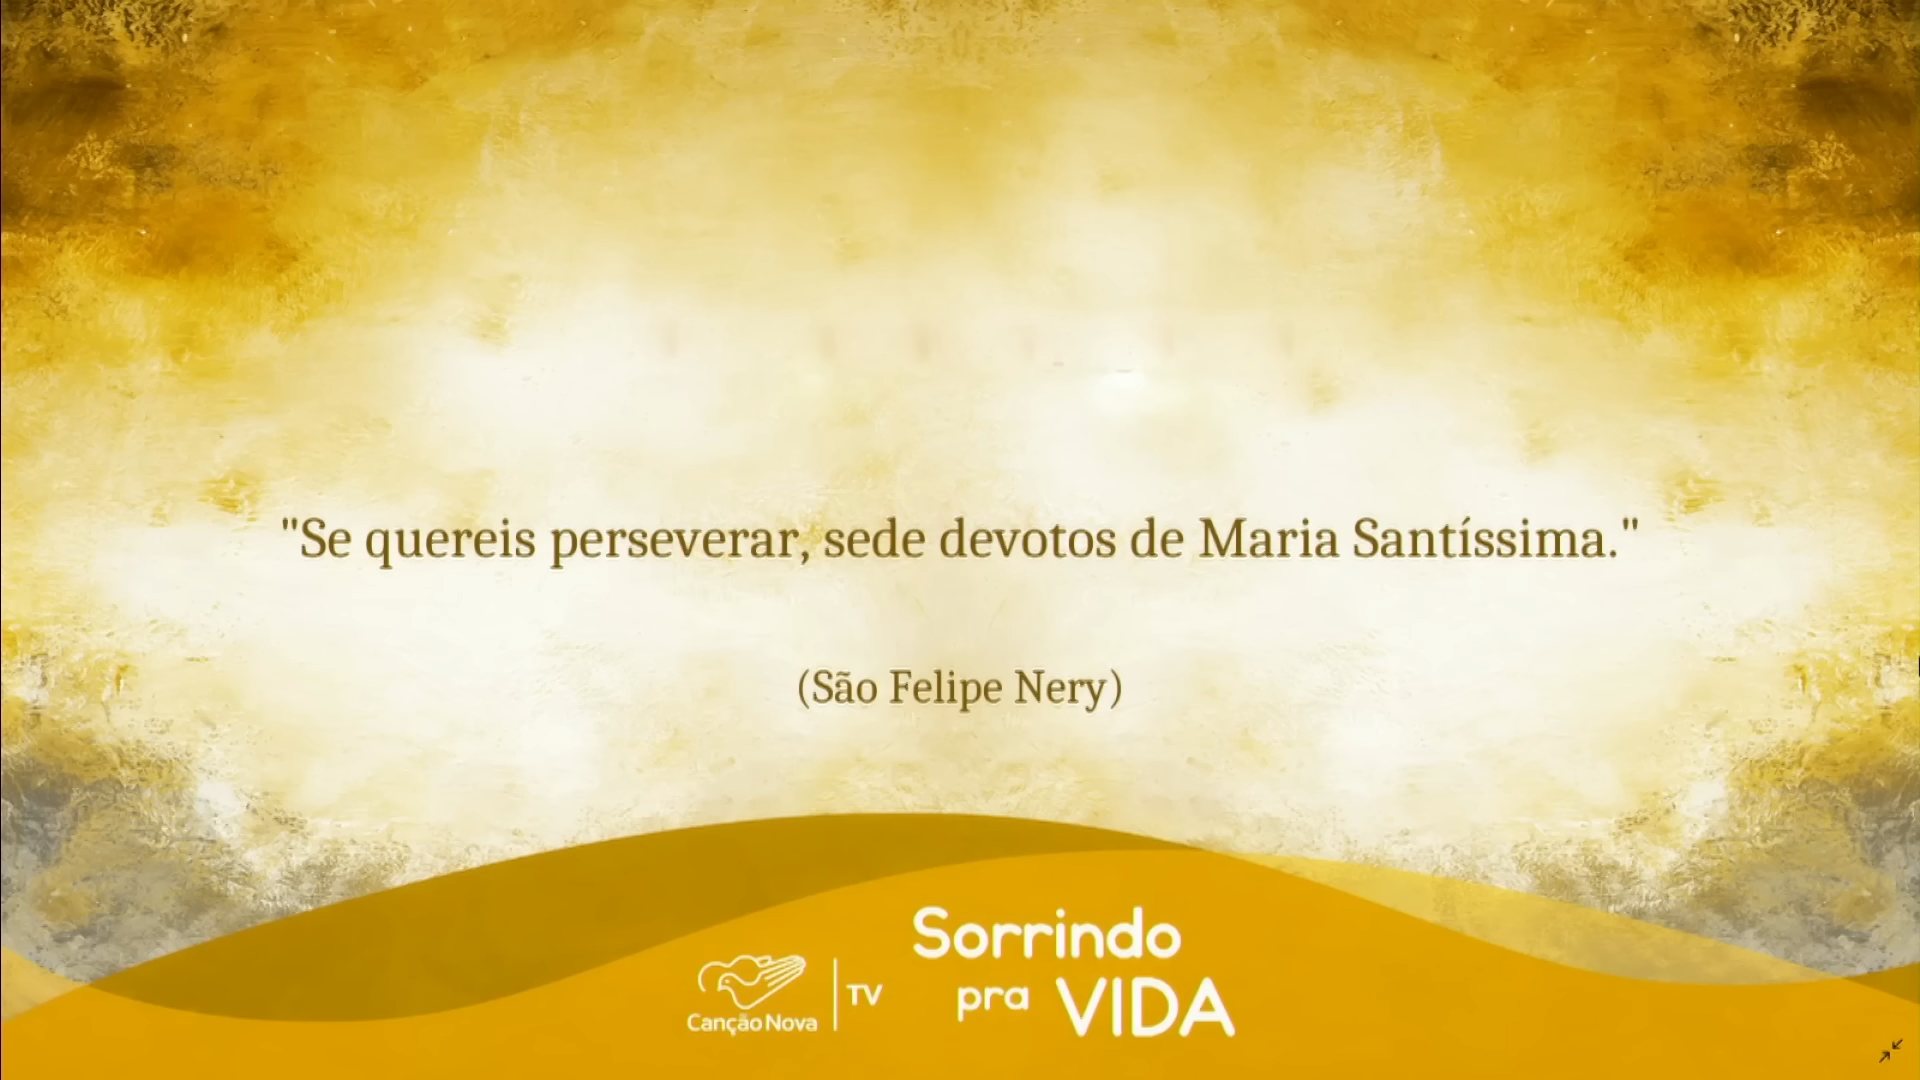 "Se quereis perseverar, sede devotos de Maria Santíssima."
(São Felipe Nery)
Canção Nova
TV
Sorrindo
pra VIDA